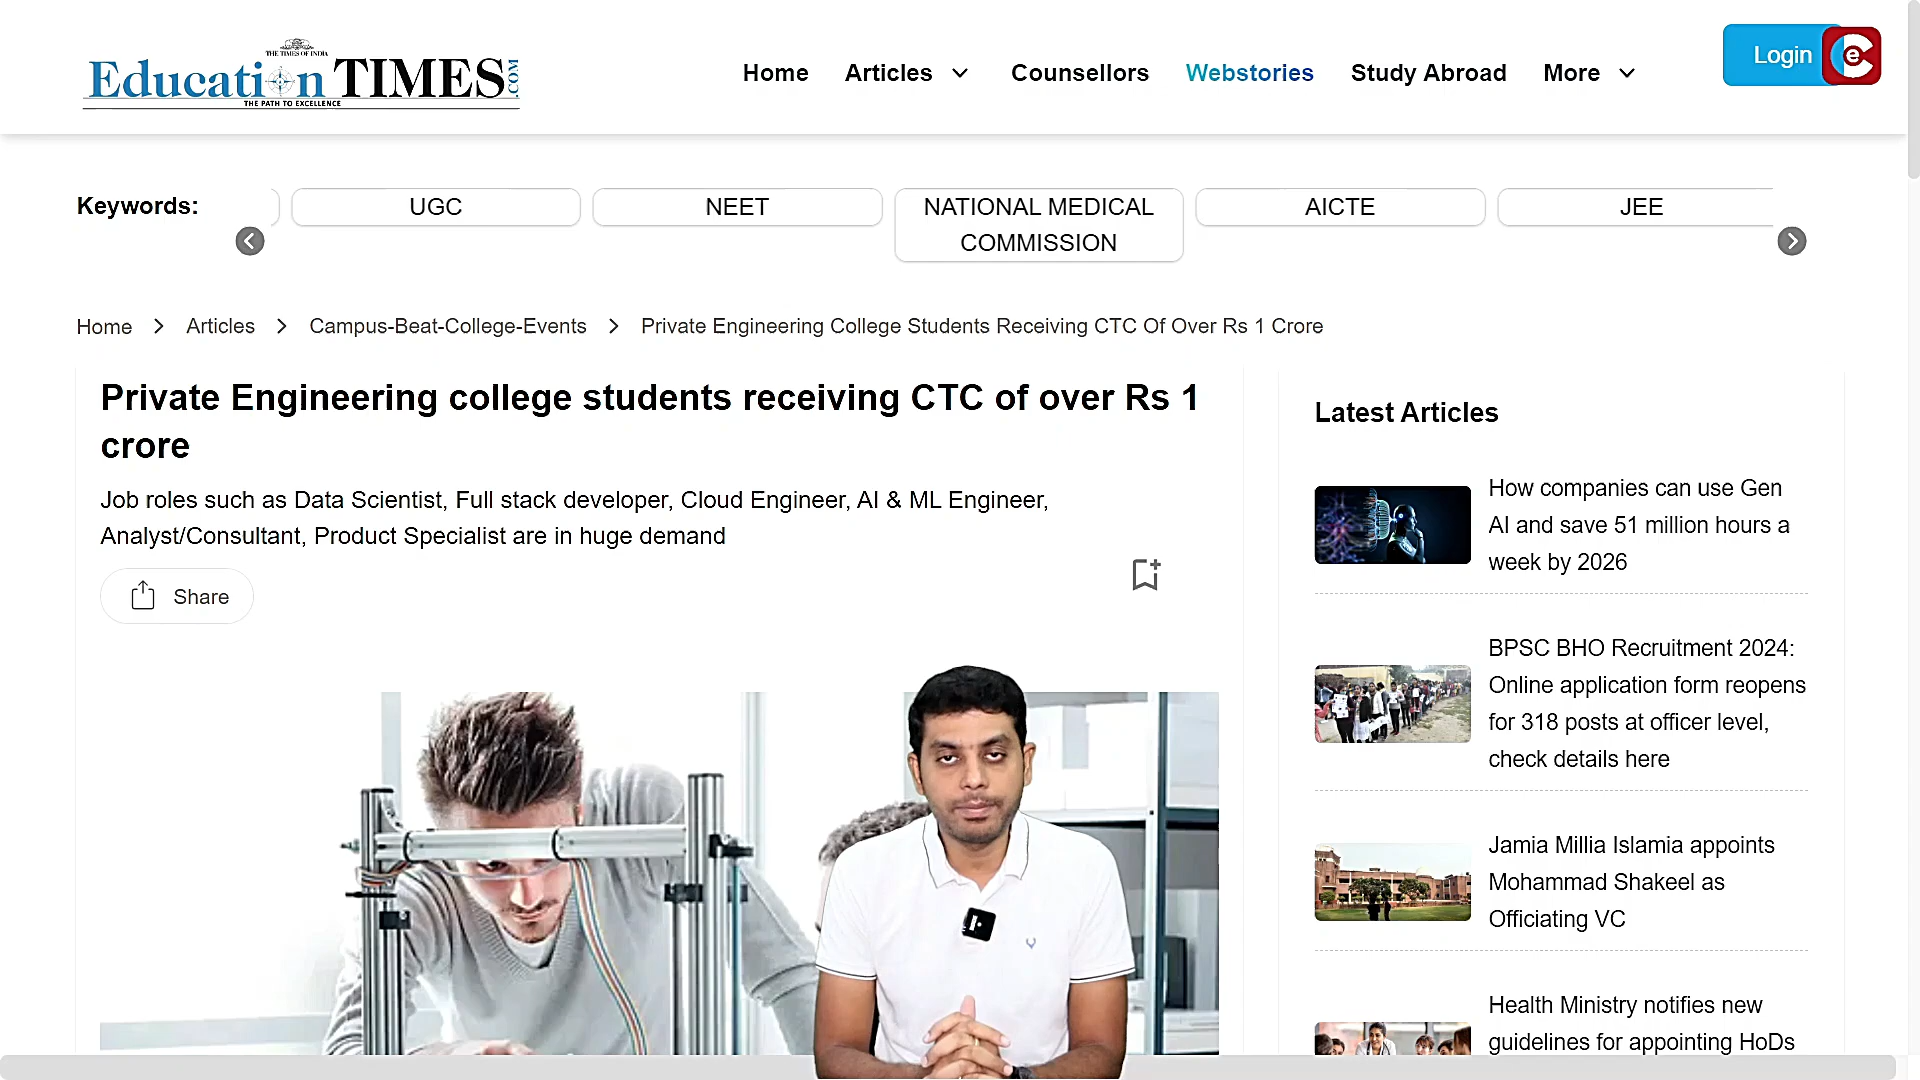 THE TIMES OF INDIA
Education TIMES.COM
THE PATH TO EXCELLENCE
Home
Articles
Counsellors
Webstories
Study Abroad
More
Login
e
Keywords:
UGC
NEET
NATIONAL MEDICAL
COMMISSION
AICTE
JEE
Home > Articles > Campus-Beat-College-Events > Private Engineering College Students Receiving CTC Of Over Rs 1 Crore
Private Engineering college students receiving CTC of over Rs 1
crore
Job roles such as Data Scientist, Full stack developer, Cloud Engineer, AI & ML Engineer,
Analyst/Consultant, Product Specialist are in huge demand
Share
Latest Articles
How companies can use Gen
AI and save 51 million hours a
week by 2026
BPSC BHO Recruitment 2024:
Online application form reopens
for 318 posts at officer level,
check details here
Jamia Millia Islamia appoints
Mohammad Shakeel as
Officiating VC
Health Ministry notifies new
guidelines for appointing HoDs